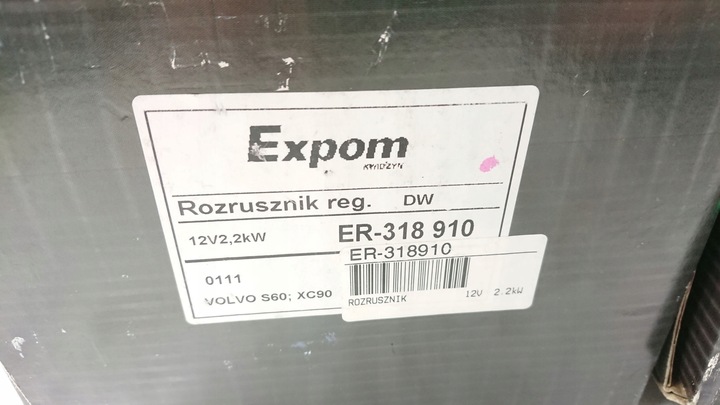 Expom
KWIDZYN
Rozrusznik reg. DW
12V2,2kW ER-318 910
ER-318910
0111
VOLVO S60; XC90
ROZRUSZNIK 12V 2.2kW